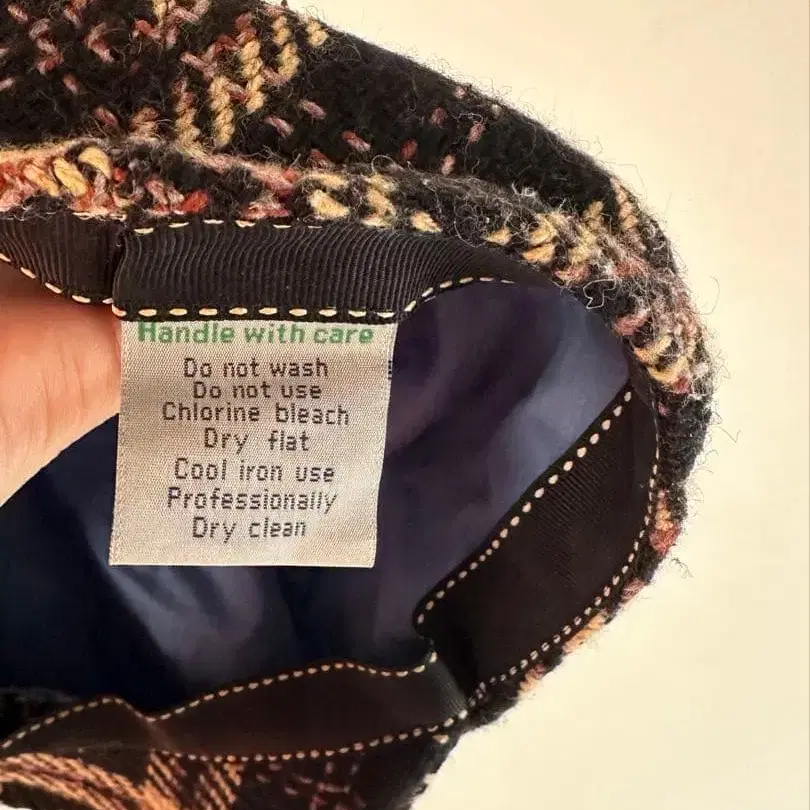 Handle with care
Do not wash
Do not use
Chlorine bleach
Dry flat
Cool iron use
Professionally
Dry clean